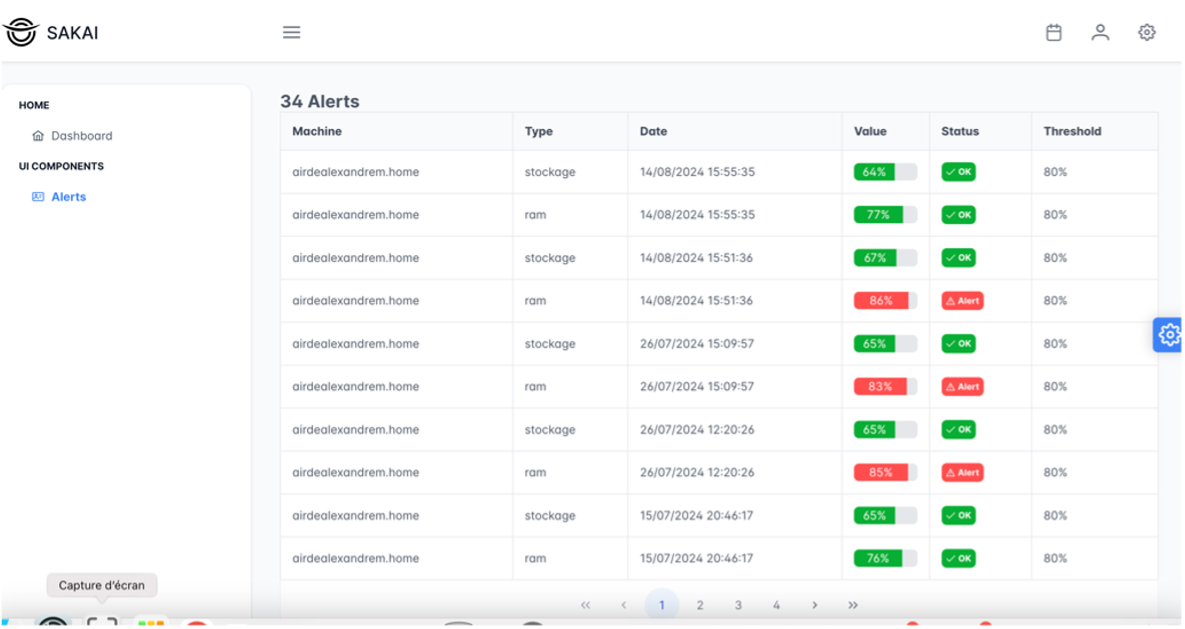 SAKAI
HOME
Dashboard
UI COMPONENTS
Alerts
34 Alerts
Machine Type Date Value Status Threshold
airdealexandrem.home stockage 14/08/2024 15:55:35 64% OK 80%
airdealexandrem.home ram 14/08/2024 15:55:35 77% OK 80%
airdealexandrem.home stockage 14/08/2024 15:51:36 67% OK 80%
airdealexandrem.home ram 14/08/2024 15:51:36 86% Alert 80%
airdealexandrem.home stockage 26/07/2024 15:09:57 65% OK 80%
airdealexandrem.home ram 26/07/2024 15:09:57 83% Alert 80%
airdealexandrem.home stockage 26/07/2024 12:20:26 65% OK 80%
airdealexandrem.home ram 26/07/2024 12:20:26 85% Alert 80%
airdealexandrem.home stockage 15/07/2024 20:46:17 65% OK 80%
airdealexandrem.home ram 15/07/2024 20:46:17 76% OK 80%
Capture d'écran
« ‹ 1 2 3 4 › »